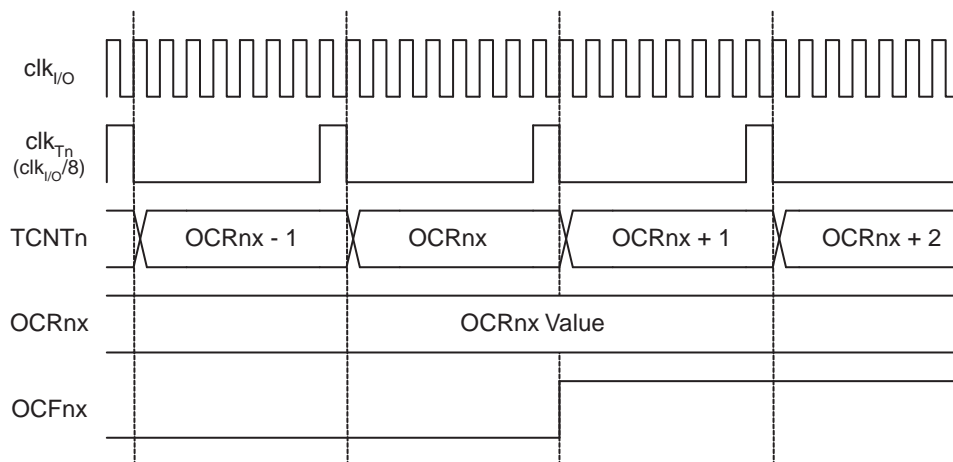 clkI/O
clkTn
(clkI/O/8)
TCNTn
OCRnx - 1
OCRnx
OCRnx + 1
OCRnx + 2
OCRnx
OCRnx Value
OCFnx